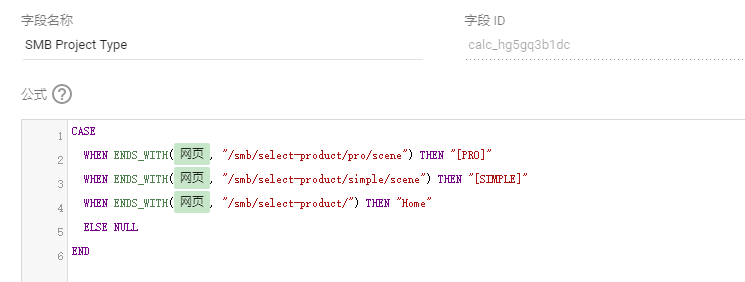 字段名称
字段 ID
SMB Project Type
calc_hg5gq3b1dc
公式 ?
1 CASE
2 WHEN ENDS_WITH( 网页 , "/smb/select-product/pro/scene") THEN "[PRO]"
3 WHEN ENDS_WITH( 网页 , "/smb/select-product/simple/scene") THEN "[SIMPLE]"
4 WHEN ENDS_WITH( 网页 , "/smb/select-product/") THEN "Home"
5 ELSE NULL
6 END